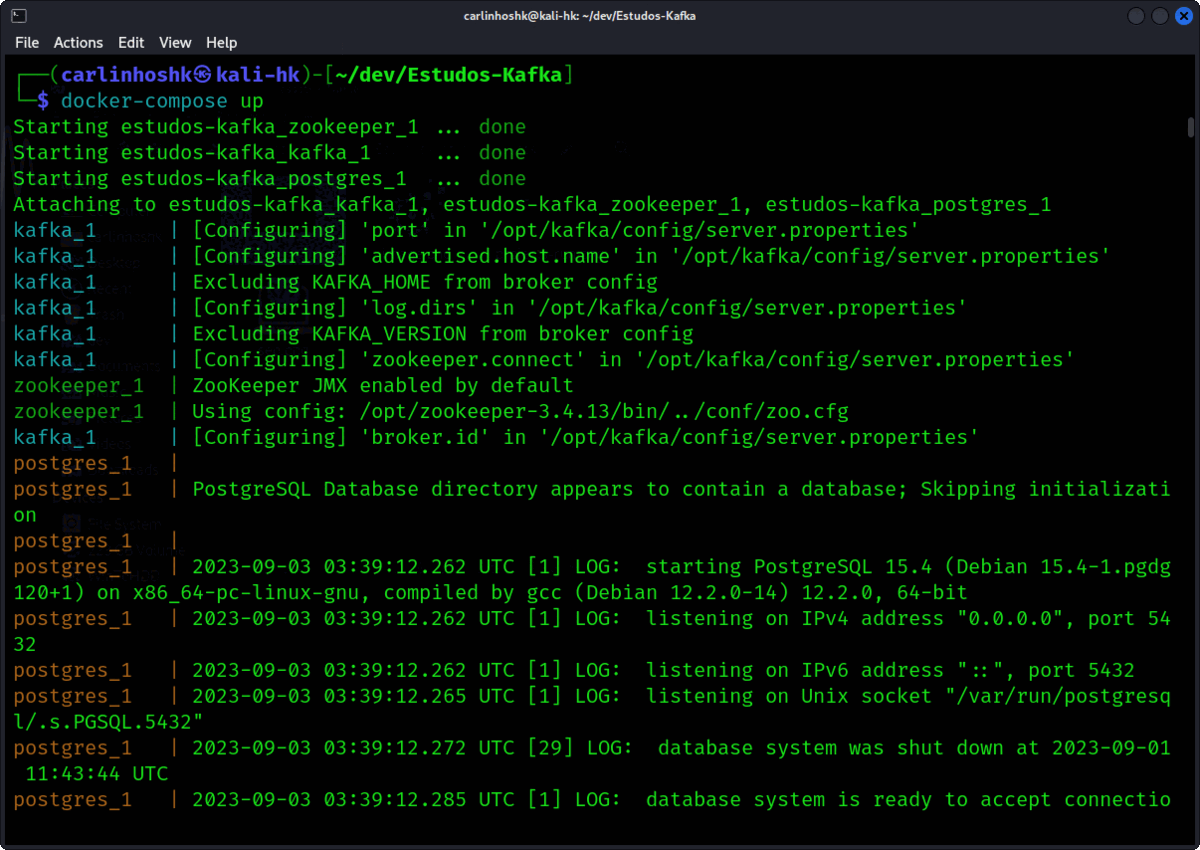 carlinhoshk@kali-hk: ~/dev/Estudos-Kafka
File Actions Edit View Help
┌──(carlinhoshk㉿kali-hk)-[~/dev/Estudos-Kafka]
└─$ docker-compose up
Starting estudos-kafka_zookeeper_1 ... done
Starting estudos-kafka_kafka_1     ... done
Starting estudos-kafka_postgres_1  ... done
Attaching to estudos-kafka_kafka_1, estudos-kafka_zookeeper_1, estudos-kafka_postgres_1
kafka_1      | [Configuring] 'port' in '/opt/kafka/config/server.properties'
kafka_1      | [Configuring] 'advertised.host.name' in '/opt/kafka/config/server.properties'
kafka_1      | Excluding KAFKA_HOME from broker config
kafka_1      | [Configuring] 'log.dirs' in '/opt/kafka/config/server.properties'
kafka_1      | Excluding KAFKA_VERSION from broker config
kafka_1      | [Configuring] 'zookeeper.connect' in '/opt/kafka/config/server.properties'
zookeeper_1  | ZooKeeper JMX enabled by default
zookeeper_1  | Using config: /opt/zookeeper-3.4.13/bin/../conf/zoo.cfg
kafka_1      | [Configuring] 'broker.id' in '/opt/kafka/config/server.properties'
postgres_1   |
postgres_1   | PostgreSQL Database directory appears to contain a database; Skipping initializati
on
postgres_1   |
postgres_1   | 2023-09-03 03:39:12.262 UTC [1] LOG:  starting PostgreSQL 15.4 (Debian 15.4-1.pgdg
120+1) on x86_64-pc-linux-gnu, compiled by gcc (Debian 12.2.0-14) 12.2.0, 64-bit
postgres_1   | 2023-09-03 03:39:12.262 UTC [1] LOG:  listening on IPv4 address "0.0.0.0", port 54
32
postgres_1   | 2023-09-03 03:39:12.262 UTC [1] LOG:  listening on IPv6 address "::", port 5432
postgres_1   | 2023-09-03 03:39:12.265 UTC [1] LOG:  listening on Unix socket "/var/run/postgresq
l/.s.PGSQL.5432"
postgres_1   | 2023-09-03 03:39:12.272 UTC [29] LOG:  database system was shut down at 2023-09-01
 11:43:44 UTC
postgres_1   | 2023-09-03 03:39:12.285 UTC [1] LOG:  database system is ready to accept connectio